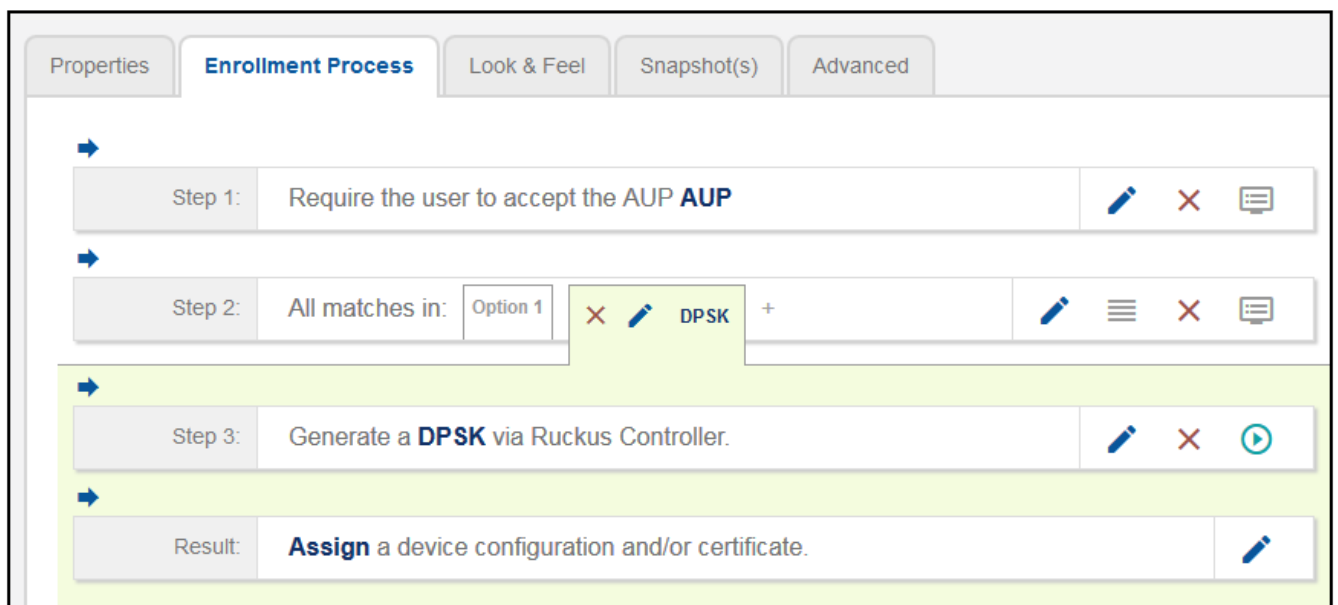 Properties Enrollment Process Look & Feel Snapshot(s) Advanced
Step 1: Require the user to accept the AUP AUP
Step 2: All matches in: Option 1 DPSK +
Step 3: Generate a DPSK via Ruckus Controller.
Result: Assign a device configuration and/or certificate.